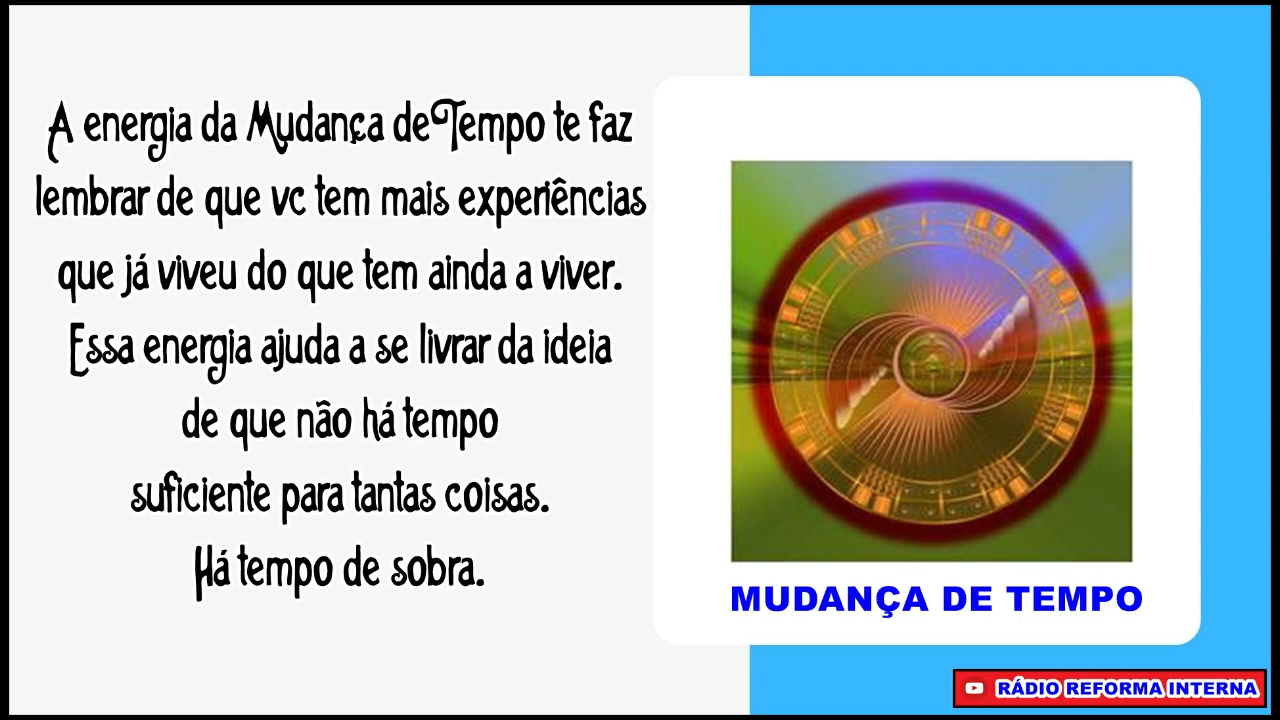 A energia da Mudança de Tempo te faz
lembrar de que vc tem mais experiências
que já viveu do que tem ainda a viver.
Essa energia ajuda a se livrar da ideia
de que não há tempo
suficiente para tantas coisas.
Há tempo de sobra.
MUDANÇA DE TEMPO
RÁDIO REFORMA INTERNA